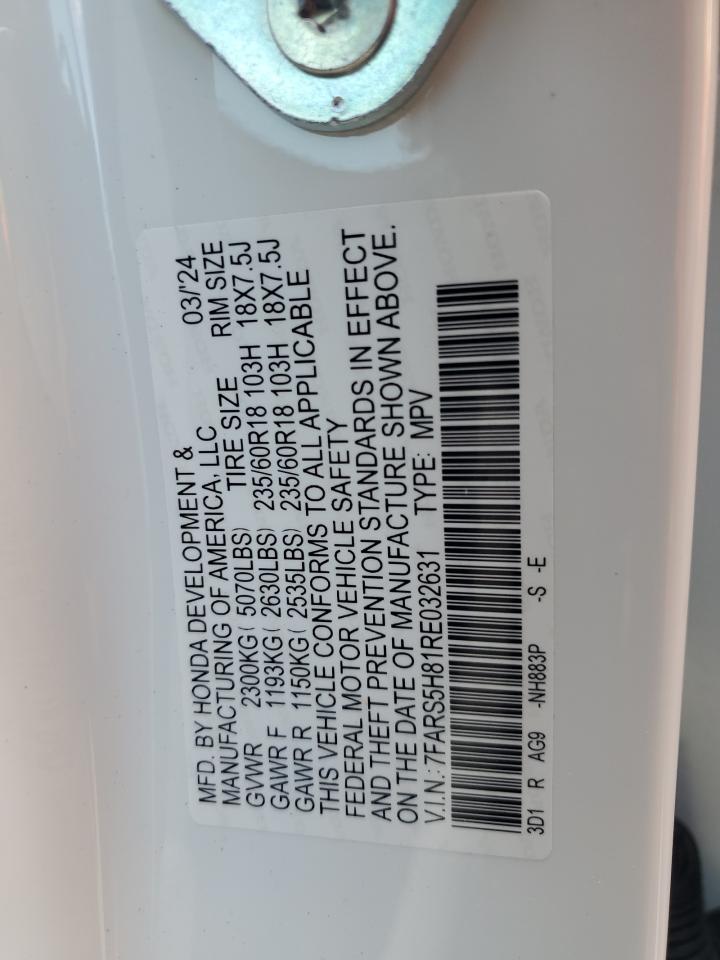 MFD. BY HONDA DEVELOPMENT & 03/'24
MANUFACTURING OF AMERICA, LLC
TIRE SIZE RIM SIZE
GVWR 2300KG( 5070LBS)
GAWR F 1193KG( 2630LBS) 235/60R18 103H 18X7.5J
GAWR R 1150KG( 2535LBS) 235/60R18 103H 18X7.5J
THIS VEHICLE CONFORMS TO ALL APPLICABLE
FEDERAL MOTOR VEHICLE SAFETY
AND THEFT PREVENTION STANDARDS IN EFFECT
ON THE DATE OF MANUFACTURE SHOWN ABOVE.
V.I.N.: 7FARS5H81RE032631 TYPE: MPV
3D1 R AG9 -NH883P -S -E